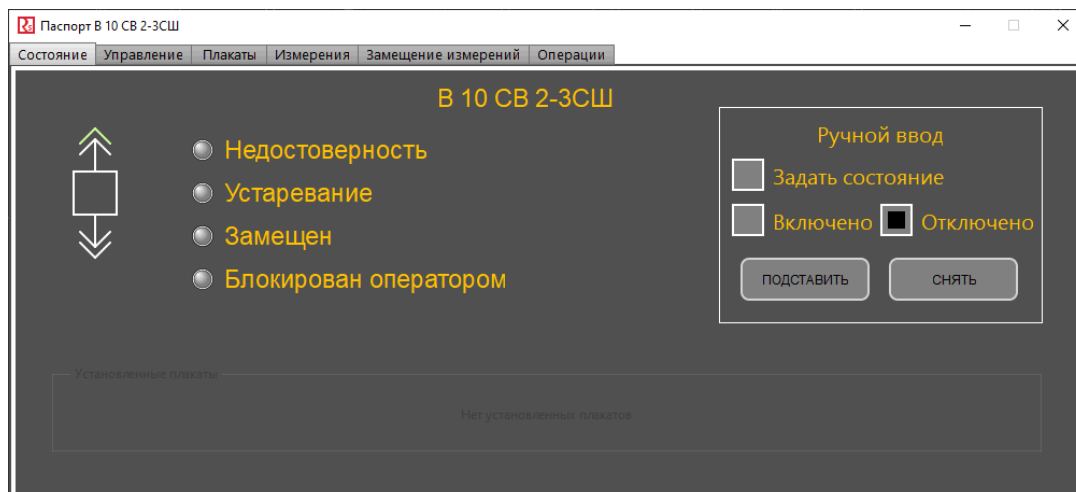 Паспорт В 10 СВ 2-3СШ
Состояние Управление Плакаты Измерения Замещение измерений Операции
В 10 СВ 2-3СШ
Недостоверность
Устаревание
Замещен
Блокирован оператором
Ручной ввод
Задать состояние
Включено Отключено
ПОДСТАВИТЬ СНЯТЬ
Установленные плакаты
Нет установленных плакатов